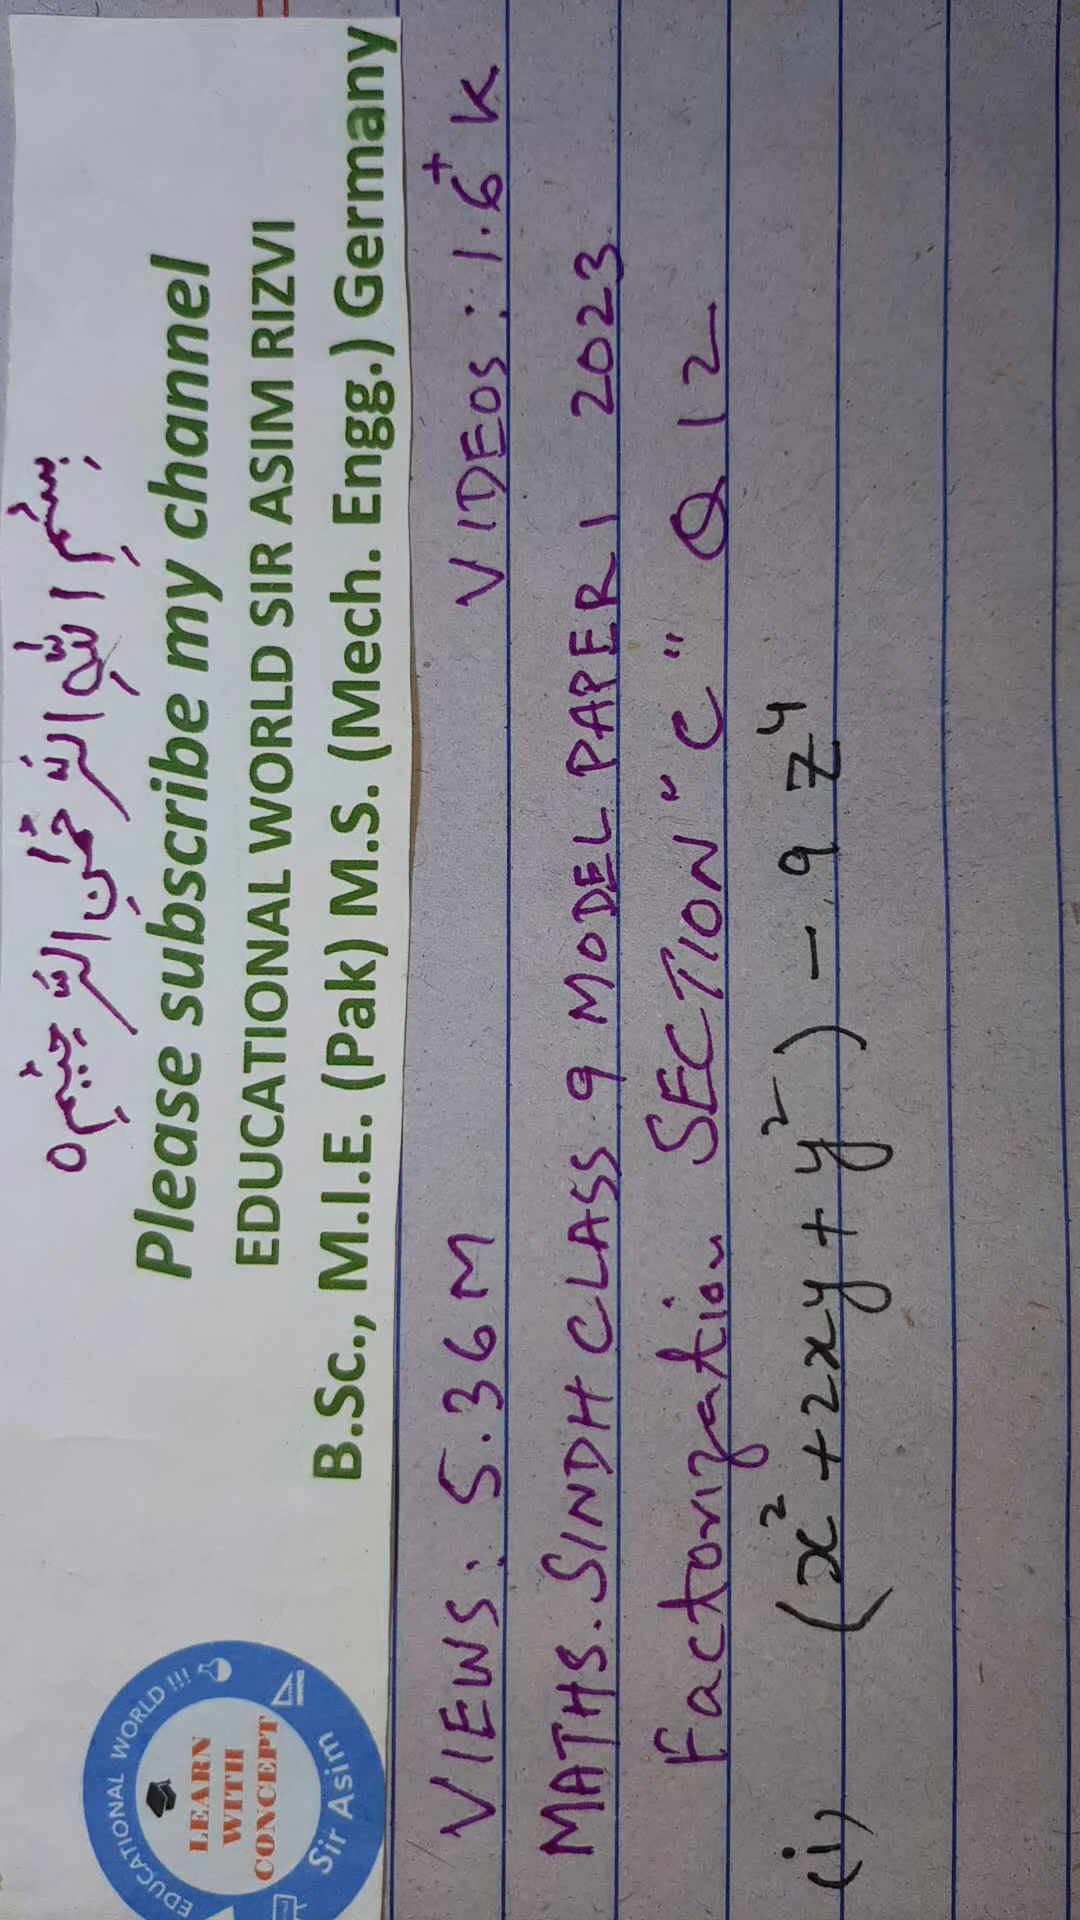 بِسْمِ اللهِ الرَّحْمٰنِ الرَّحِيْمِ
Please subscribe my channel
EDUCATIONAL WORLD SIR ASIM RIZVI
B.Sc., M.I.E. (Pak) M.S. (Mech. Engg.) Germany
EDUCATIONAL WORLD !!!
LEARN
WITH
CONCEPT
Sir Asim
VIEWS: 5.36M VIDEOS: 1.6⁺K
MATHS. SINDH CLASS 9 MODEL PAPER 1 2023
Factorization SECTION "C" Q 12
(i) (x² + 2xy + y²) - 9z⁴